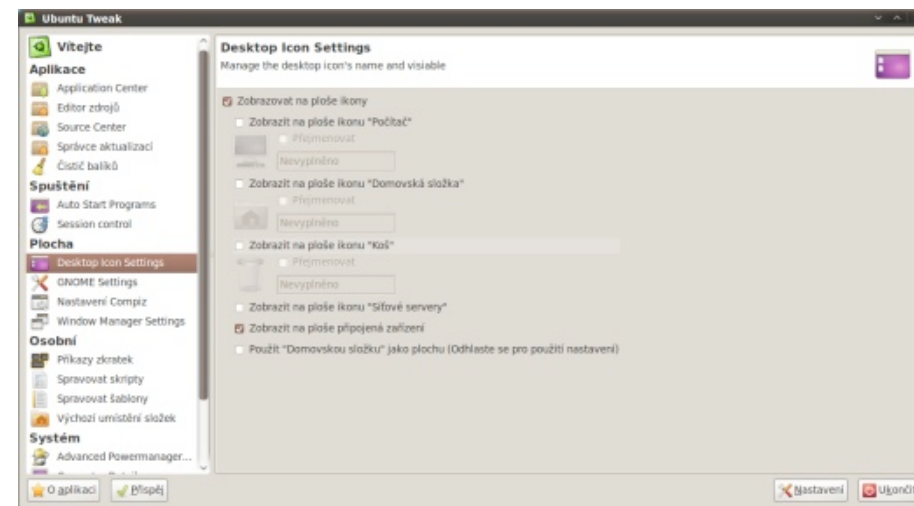 Ubuntu Tweak
Vítejte
Aplikace
Application Center
Editor zdrojů
Source Center
Správce aktualizací
Čistič balíků
Spuštění
Auto Start Programs
Session control
Plocha
Desktop Icon Settings
GNOME Settings
Nastavení Compiz
Window Manager Settings
Osobní
Příkazy zkratek
Spravovat skripty
Spravovat šablony
Výchozí umístění složek
Systém
Advanced Powermanager...
O aplikaci
Přispěj
Desktop Icon Settings
Manage the desktop icon's name and visiable
Zobrazovat na ploše ikony
Zobrazit na ploše ikonu "Počítač"
Přejmenovat
Nevyplněno
Zobrazit na ploše ikonu "Domovská složka"
Přejmenovat
Nevyplněno
Zobrazit na ploše ikonu "Koš"
Přejmenovat
Nevyplněno
Zobrazit na ploše ikonu "Síťové servery"
Zobrazit na ploše připojená zařízení
Použít "Domovskou složku" jako plochu (Odhlaste se pro použití nastavení)
Nastavení
Ukončit